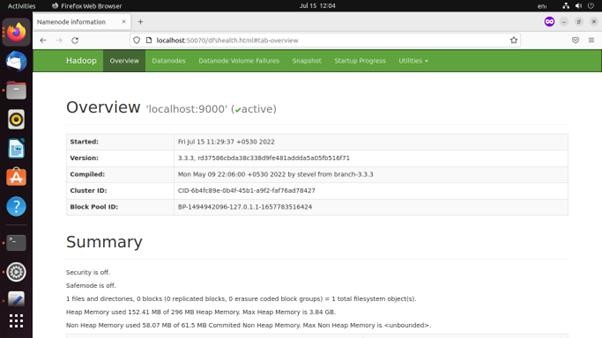 Activities Firefox Web Browser Jul 15 12:04 en₁
Namenode information
localhost:50070/dfshealth.html#tab-overview
Hadoop Overview Datanodes Datanode Volume Failures Snapshot Startup Progress Utilities
Overview 'localhost:9000' (✔active)
Started: Fri Jul 15 11:29:37 +0530 2022
Version: 3.3.3, rd37586cbda38c338d9fe481addda5a05fb516f71
Compiled: Mon May 09 22:06:00 +0530 2022 by stevel from branch-3.3.3
Cluster ID: CID-6b4fc89e-0b4f-45b1-a9f2-faf76ad78427
Block Pool ID: BP-1494942096-127.0.1.1-1657783516424
Summary
Security is off.
Safemode is off.
1 files and directories, 0 blocks (0 replicated blocks, 0 erasure coded block groups) = 1 total filesystem object(s).
Heap Memory used 152.41 MB of 296 MB Heap Memory. Max Heap Memory is 3.84 GB.
Non Heap Memory used 58.07 MB of 61.5 MB Commited Non Heap Memory. Max Non Heap Memory is <unbounded>.